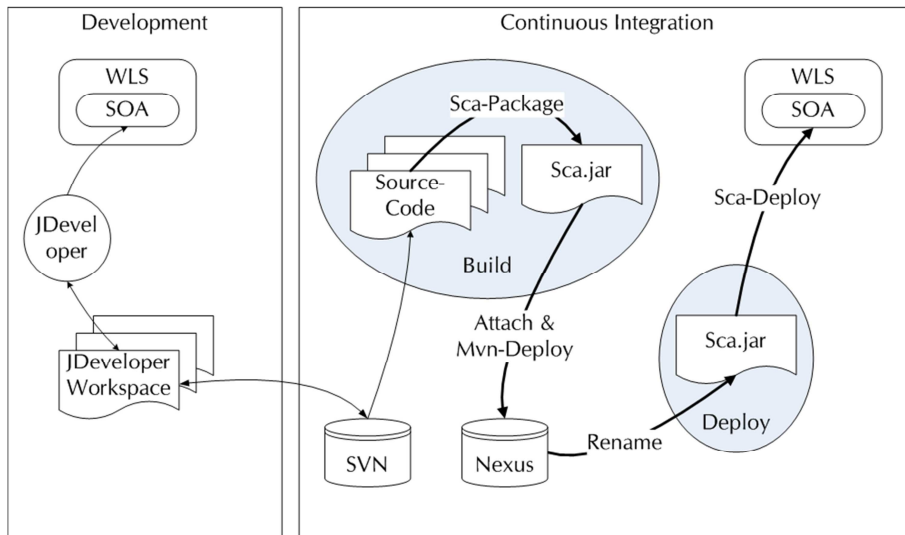 Development
Continuous Integration
WLS
SOA
JDevel
oper
JDeveloper
Workspace
Sca-Package
Source-
Code
Sca.jar
Build
Attach &
Mvn-Deploy
SVN
Nexus
Rename
WLS
SOA
Sca-Deploy
Sca.jar
Deploy